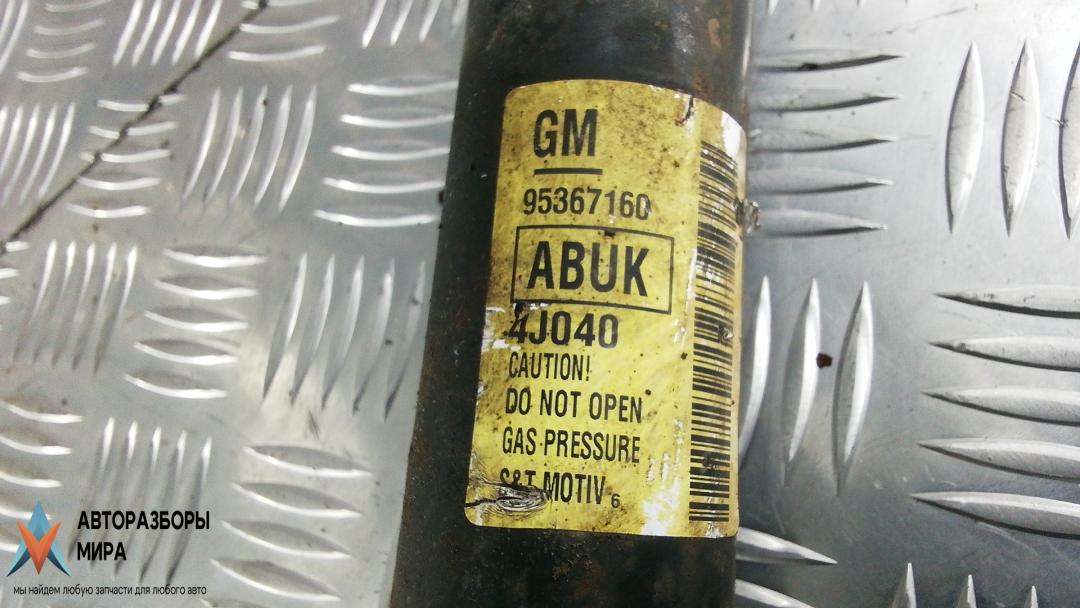 GM
95367160
ABUK
4J040
CAUTION!
DO NOT OPEN
GAS PRESSURE
S&T MOTIV 6
АВТОРАЗБОРЫ
МИРА
мы найдем любую запчасти для любого авто